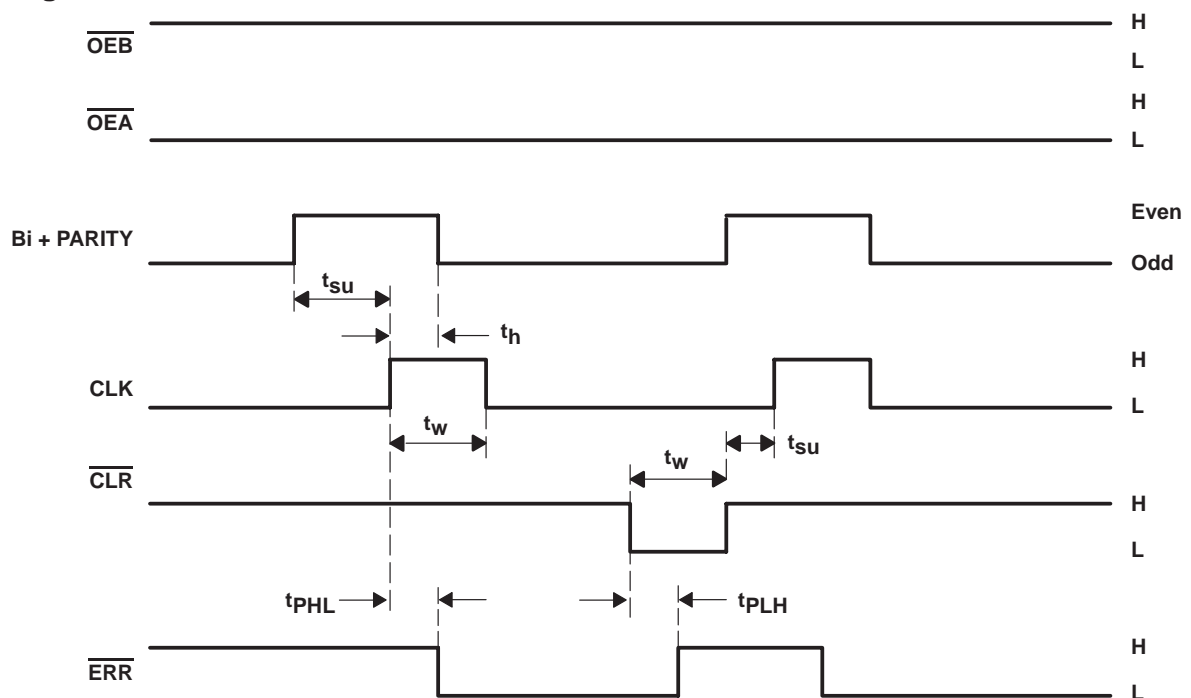 OEB
H
L
OEA
H
L
Bi + PARITY
Even
Odd
tsu
th
CLK
H
L
tw
tsu
tw
CLR
H
L
tPHL
tPLH
ERR
H
L